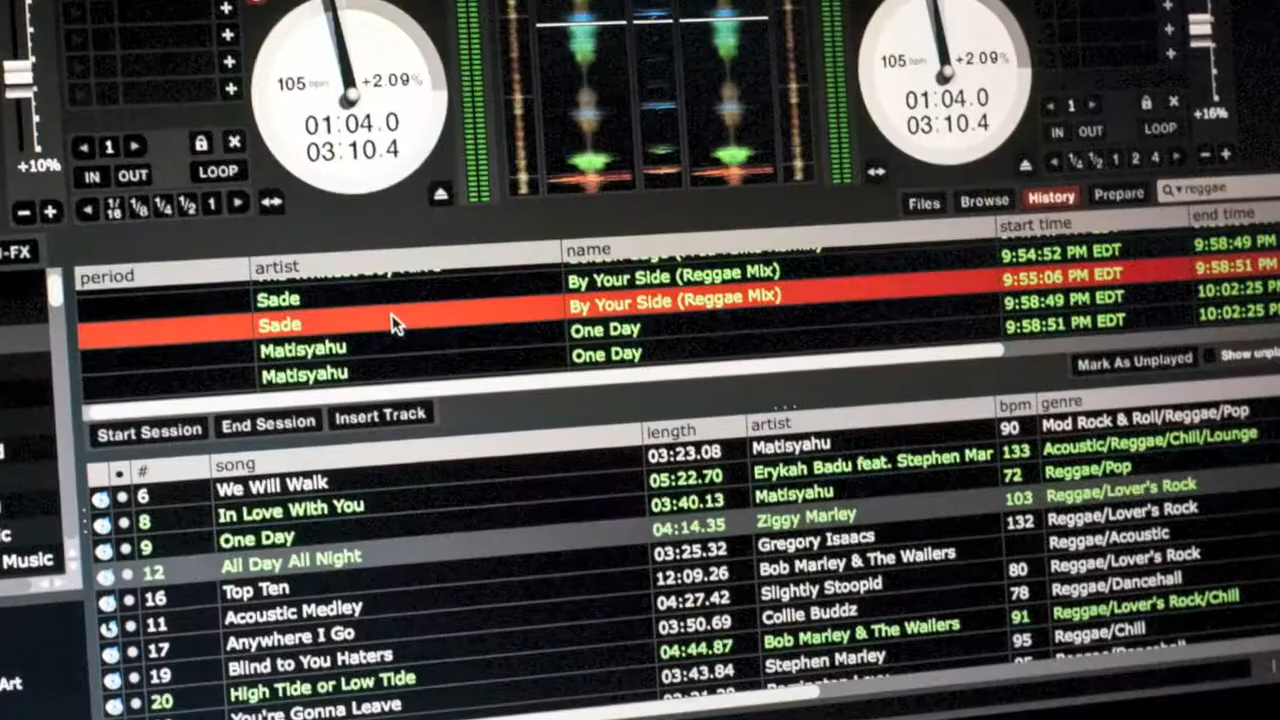 105 bpm +2.09%
01:04.0
03:10.4
105 bpm +2.09%
01:04.0
03:10.4
1
IN OUT LOOP
+10%
1/16 1/8 1/4 1/2 1
1
IN OUT LOOP
+16%
1/4 1/2 1 2 4
-FX
Files Browse History Prepare reggae
period artist name start time end time
9:54:52 PM EDT 9:58:49 PM
Sade By Your Side (Reggae Mix) 9:55:06 PM EDT 9:58:51 PM
Sade By Your Side (Reggae Mix) 9:58:49 PM EDT 10:02:25 PM
Matisyahu One Day 9:58:51 PM EDT 10:02:25 PM
Matisyahu One Day
Mark As Unplayed Show unpl
Start Session End Session Insert Track
# song length artist bpm genre
6 We Will Walk 03:23.08 Matisyahu 90 Mod Rock & Roll/Reggae/Pop
8 In Love With You 05:22.70 Erykah Badu feat. Stephen Mar 133 Acoustic/Reggae/Chill/Lounge
9 One Day 03:40.13 Matisyahu 72 Reggae/Pop
12 All Day All Night 04:14.35 Ziggy Marley 103 Reggae/Lover's Rock
16 Top Ten 03:25.32 Gregory Isaacs 132 Reggae/Lover's Rock
11 Acoustic Medley 12:09.26 Bob Marley & The Wailers Reggae/Acoustic
17 Anywhere I Go 04:27.42 Slightly Stoopid 80 Reggae/Lover's Rock
19 Blind to You Haters 03:50.69 Collie Buddz 78 Reggae/Dancehall
20 High Tide or Low Tide 04:44.87 Bob Marley & The Wailers 91 Reggae/Lover's Rock/Chill
You're Gonna Leave 03:43.84 Stephen Marley 95 Reggae/Chill
Music
Art